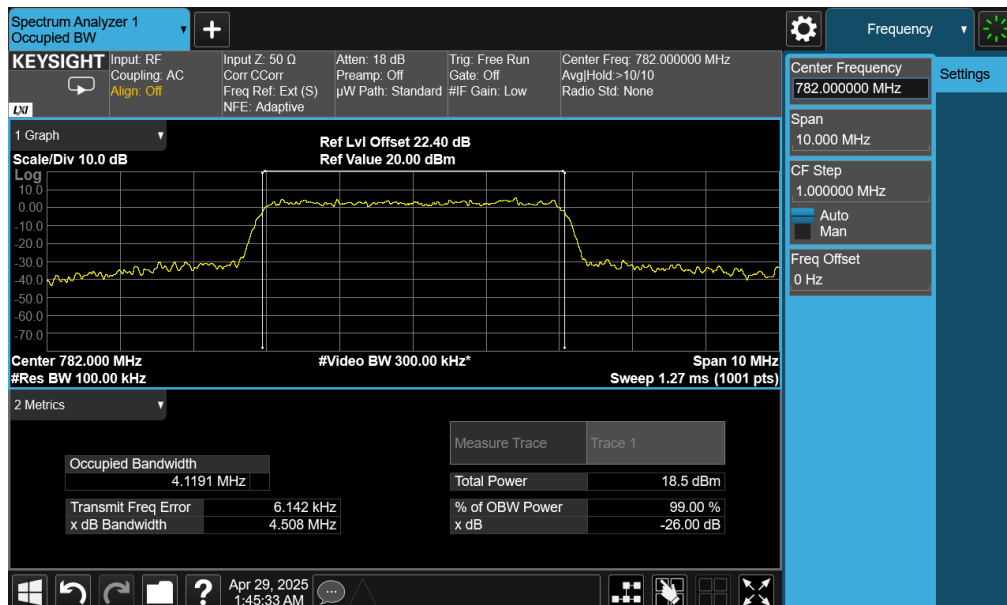 Spectrum Analyzer 1
Occupied BW
Frequency
KEYSIGHT
LXI
Input: RF
Coupling: AC
Align: Off
Input Z: 50 Ω
Corr CCorr
Freq Ref: Ext (S)
NFE: Adaptive
Atten: 18 dB
Preamp: Off
µW Path: Standard
Trig: Free Run
Gate: Off
#IF Gain: Low
Center Freq: 782.000000 MHz
Avg|Hold:>10/10
Radio Std: None
Center Frequency
782.000000 MHz
Settings
Span
10.000 MHz
CF Step
1.000000 MHz
Auto
Man
Freq Offset
0 Hz
1 Graph
Scale/Div 10.0 dB
Ref Lvl Offset 22.40 dB
Ref Value 20.00 dBm
Log
10.0
0.00
-10.0
-20.0
-30.0
-40.0
-50.0
-60.0
-70.0
Center 782.000 MHz
#Video BW 300.00 kHz*
Span 10 MHz
#Res BW 100.00 kHz
Sweep 1.27 ms (1001 pts)
2 Metrics
Measure Trace Trace 1
Occupied Bandwidth
4.1191 MHz
Total Power 18.5 dBm
Transmit Freq Error 6.142 kHz
% of OBW Power 99.00 %
x dB Bandwidth 4.508 MHz
x dB -26.00 dB
Apr 29, 2025
1:45:33 AM